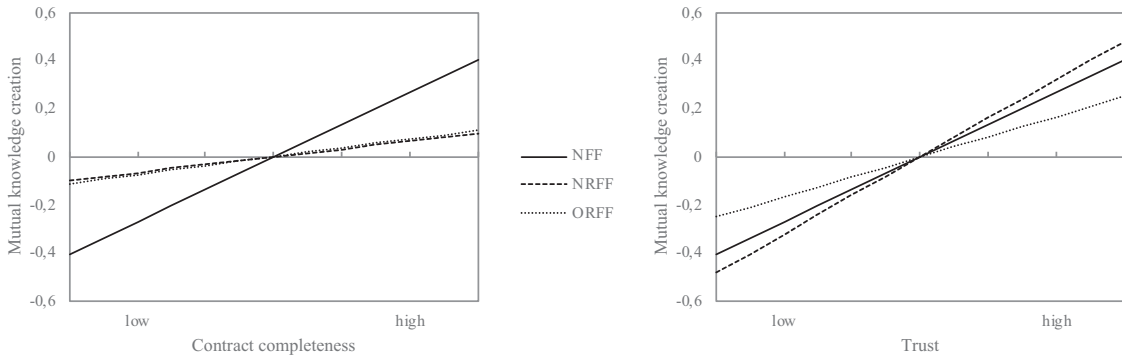 0,6
0,4
0,2
0
-0,2
-0,4
-0,6
Mutual knowledge creation
low
high
Contract completeness
NFF
NRFF
ORFF
0,6
0,4
0,2
0
-0,2
-0,4
-0,6
Mutual knowledge creation
low
high
Trust